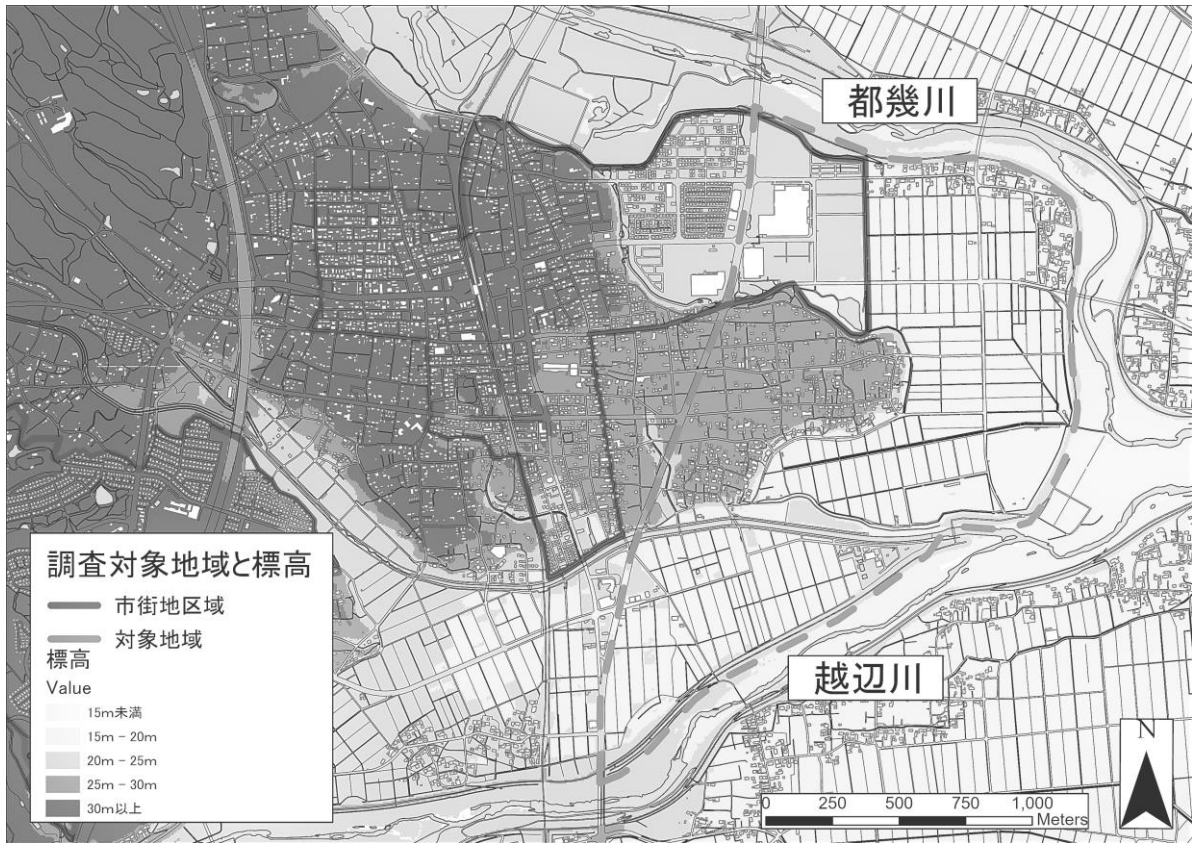 都幾川
調査対象地域と標高
市街地区域
対象地域
標高
Value
15m未満
15m - 20m
20m - 25m
25m - 30m
30m以上
越辺川
N
0 250 500 750 1,000
Meters